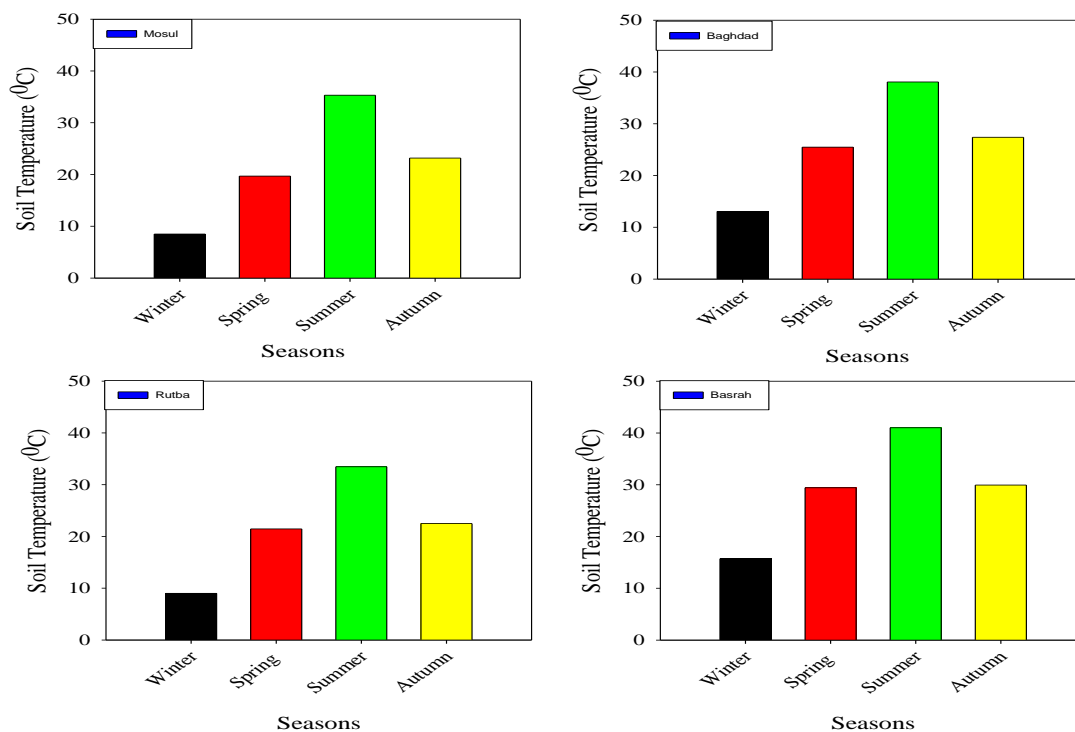 Mosul
50
40
30
20
10
0
Soil Temperature (⁰C)
Winter
Spring
Summer
Autumn
Seasons
Baghdad
50
40
30
20
10
0
Soil Temperature (⁰C)
Winter
Spring
Summer
Autumn
Seasons
Rutba
50
40
30
20
10
0
Soil Temperature (⁰C)
Winter
Spring
Summer
Autumn
Seasons
Basrah
50
40
30
20
10
0
Soil Temperature (⁰C)
Winter
Spring
Summer
Autumn
Seasons